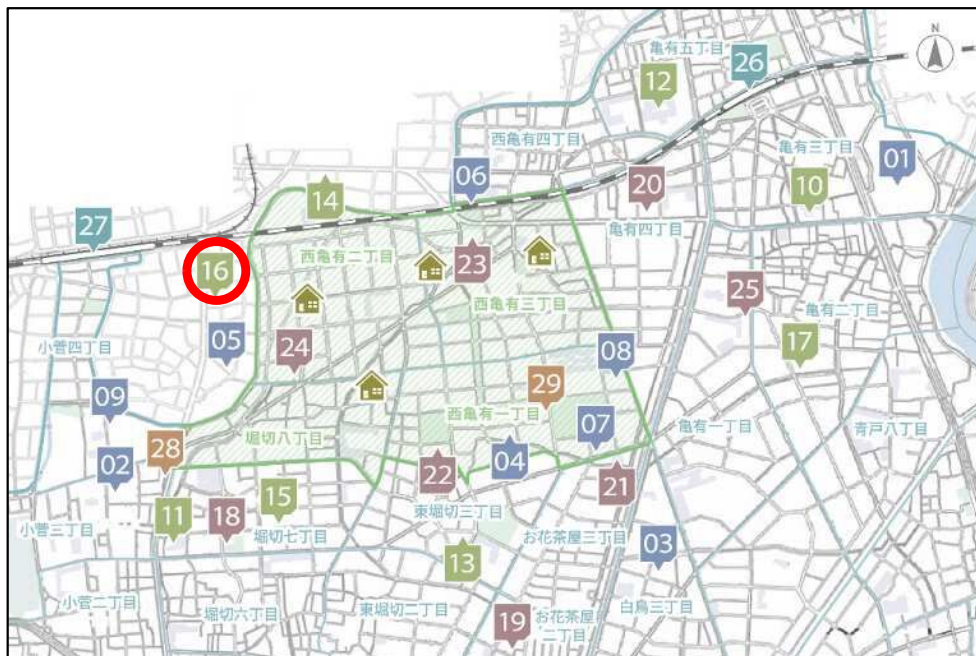 亀有五丁目
N
26
12
西亀有四丁目
亀有三丁目
01
06
20
10
14
27
亀有四丁目
16
西亀有二丁目
23
25
西亀有三丁目
亀有二丁目
05
小菅四丁目
24
08
17
29
09
西亀有一丁目
07
亀有一丁目
青戸八丁目
堀切八丁目
28
02
22
04
21
15
東堀切三丁目
11
18
小菅三丁目
堀切七丁目
お花茶屋三丁目
03
13
小菅二丁目
堀切六丁目
東堀切二丁目
白鳥三丁目
19
お花茶屋
二丁目